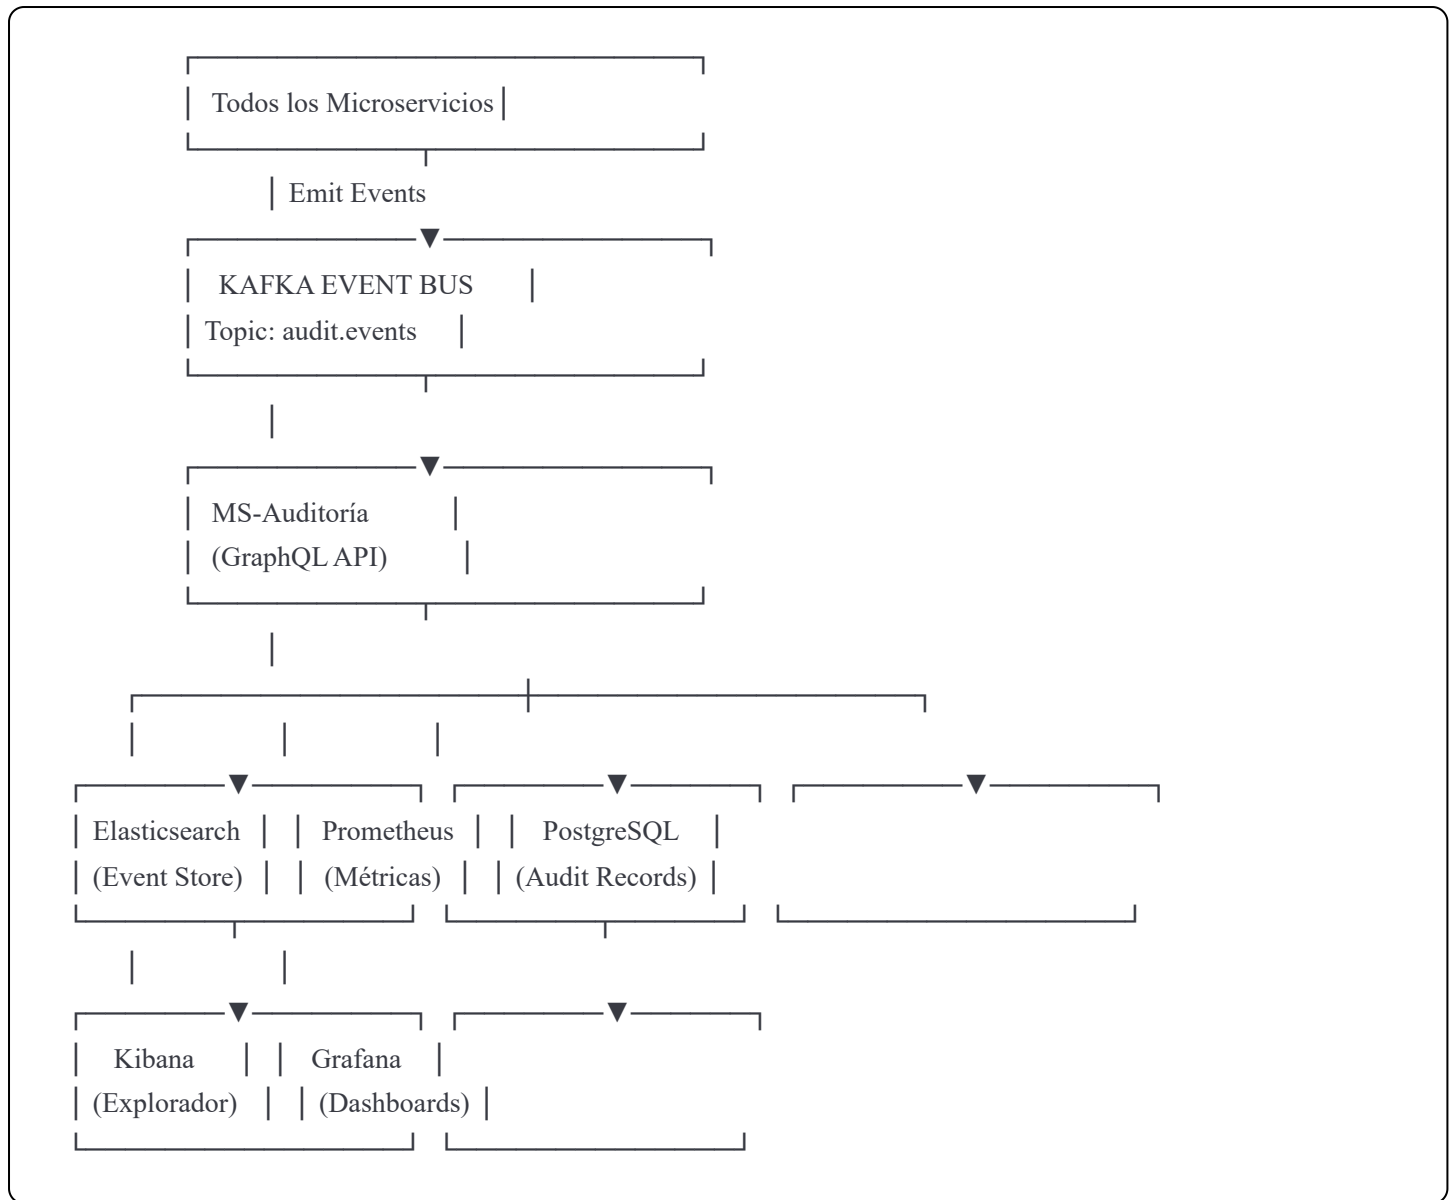 Todos los Microservicios
Emit Events
KAFKA EVENT BUS
Topic: audit.events
MS-Auditoría
(GraphQL API)
Elasticsearch Prometheus PostgreSQL
(Event Store) (Métricas) (Audit Records)
Kibana Grafana
(Explorador) (Dashboards)